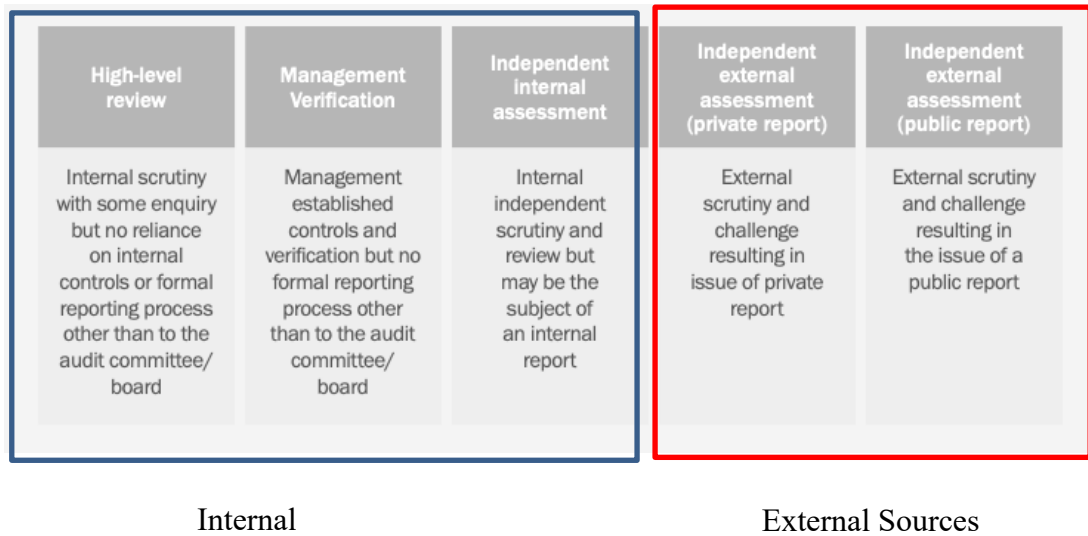 High-level
review
Management
Verification
Independent
internal
assessment
Independent
external
assessment
(private report)
Independent
external
assessment
(public report)
Internal scrutiny
with some enquiry
but no reliance
on internal
controls or formal
reporting process
other than to the
audit committee/
board
Management
established
controls and
verification but no
formal reporting
process other
than to the audit
committee/
board
Internal
independent
scrutiny and
review but
may be the
subject of
an internal
report
External
scrutiny and
challenge
resulting in
issue of private
report
External scrutiny
and challenge
resulting in
the issue of a
public report
Internal
External Sources